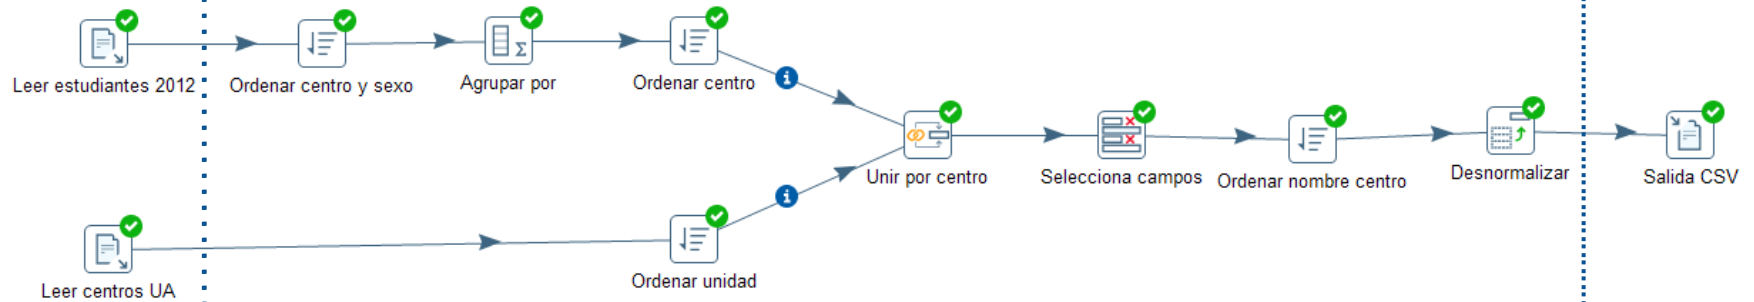 Leer estudiantes 2012
Ordenar centro y sexo
Agrupar por
Ordenar centro
Unir por centro
Selecciona campos
Ordenar nombre centro
Desnormalizar
Salida CSV
Leer centros UA
Ordenar unidad